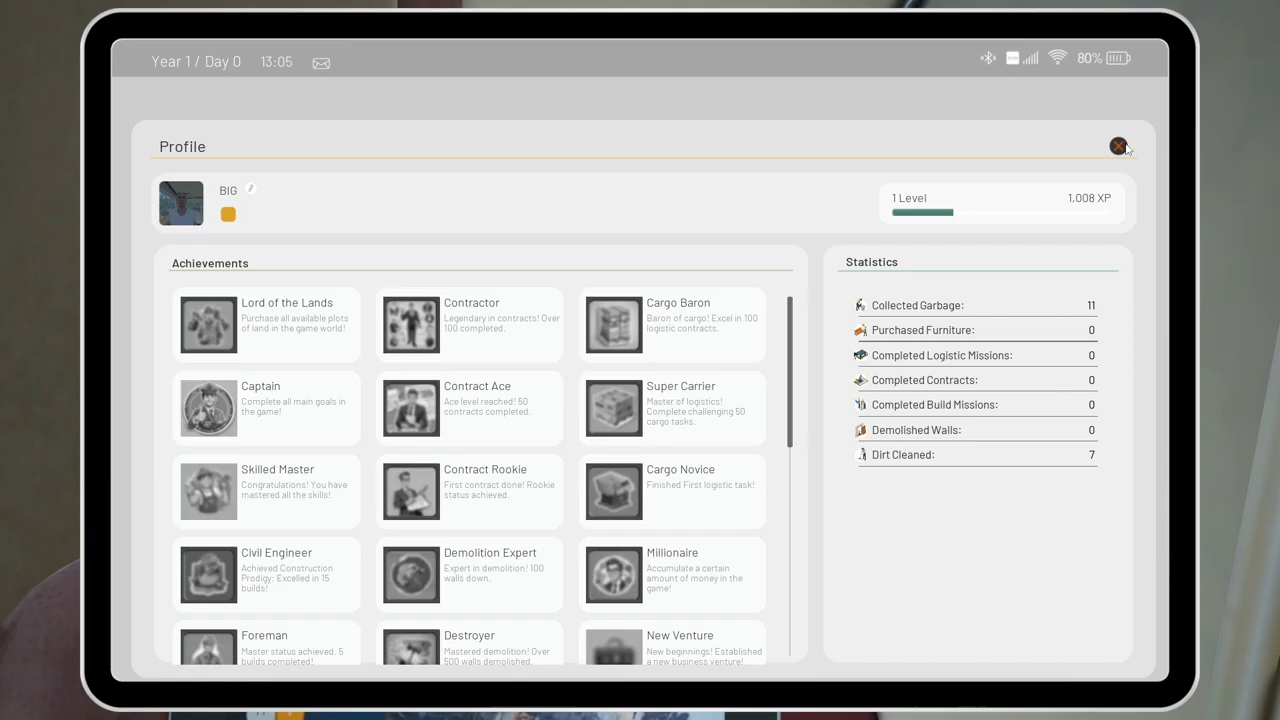 Year 1 / Day 0 13:05
80%
Profile
BIG
1 Level 1,008 XP
Achievements
Lord of the Lands
Purchase all available plots
of land in the game world!
Contractor
Legendary in contracts! Over
100 completed.
Cargo Baron
Baron of cargo! Excel in 100
logistic contracts.
Captain
Complete all main goals in
the game!
Contract Ace
Ace level reached! 50
contracts completed.
Super Carrier
Master of logistics!
Complete challenging 50
cargo tasks.
Skilled Master
Congratulations! You have
mastered all the skills!
Contract Rookie
First contract done! Rookie
status achieved.
Cargo Novice
Finished First logistic task!
Civil Engineer
Achieved Construction
Prodigy: Excelled in 15
builds!
Demolition Expert
Expert in demolition! 100
walls down.
Millionaire
Accumulate a certain
amount of money in the
game!
Foreman
Master status achieved. 5
builds completed!
Destroyer
Mastered demolition! Over
500 walls demolished.
New Venture
New beginnings! Established
a new business venture!
Statistics
Collected Garbage: 11
Purchased Furniture: 0
Completed Logistic Missions: 0
Completed Contracts: 0
Completed Build Missions: 0
Demolished Walls: 0
Dirt Cleaned: 7